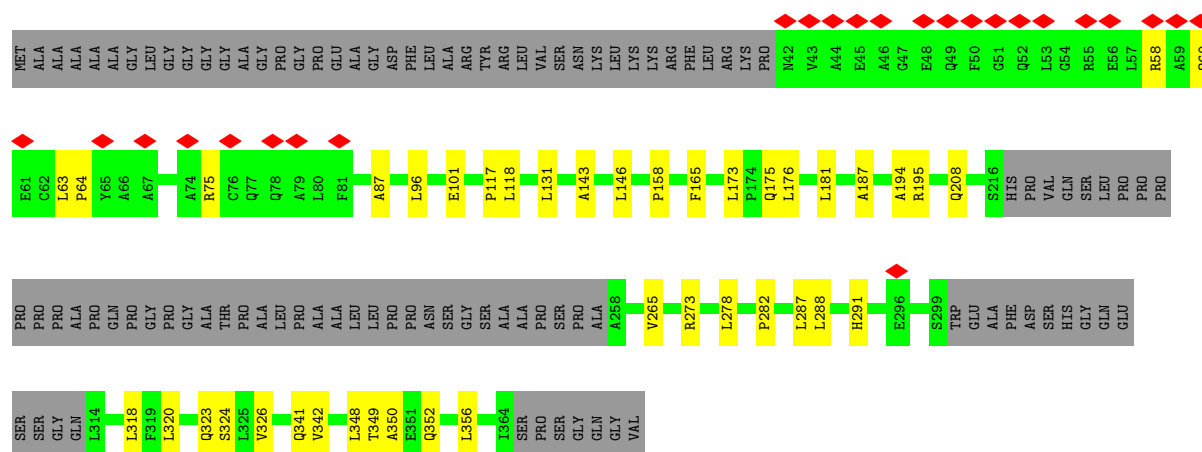 MET ALA ALA ALA ALA ALA GLY LEU GLY GLY GLY GLY ALA GLY PRO GLY PRO GLU ALA GLY ASP PHE LEU ALA ARG TYR ARG LEU VAL SER ASN LYS LEU LYS LYS ARG PHE LEU ARG LYS PRO N42 V43 A44 E45 A46 G47 E48 Q49 F50 G51 Q52 L53 G54 R55 E56 L57 R58 A59
E61 C62 L63 P64 Y65 A66 A67 A74 R75 C76 Q77 Q78 A79 L80 F81 A87 L96 E101 P117 L118 L131 A143 L146 P158 F165 L173 P174 Q175 L176 L181 A187 A194 R195 Q208 S216 HIS PRO VAL GLN SER LEU PRO PRO PRO
PRO PRO PRO ALA PRO GLN PRO GLY PRO GLY ALA THR PRO ALA LEU PRO ALA ALA LEU LEU PRO PRO ASN SER GLY SER ALA ALA PRO SER PRO ALA A258 V265 R273 L278 P282 L287 L288 H291 E296 S299 TRP GLU ALA PHE ASP SER HIS GLY GLN GLU
SER SER GLY GLN L314 L318 F319 L320 Q323 S324 L325 V326 Q341 V342 L348 T349 A350 E351 Q352 L356 I364 SER PRO SER GLY GLN GLY VAL